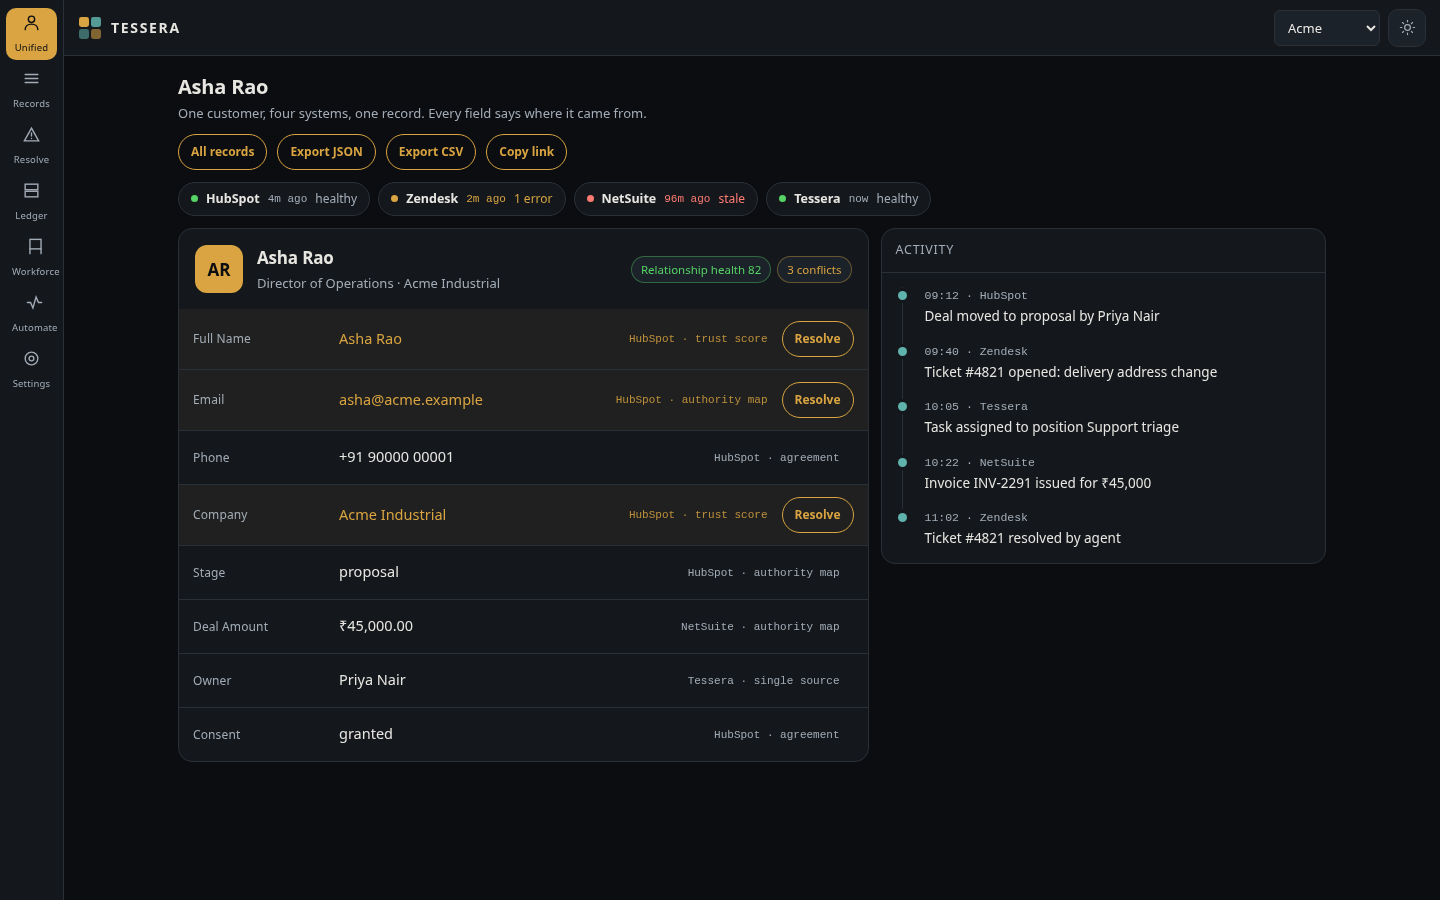 TESSERA
Acme
Unified
Records
Resolve
Ledger
Workforce
Automate
Settings
Asha Rao
One customer, four systems, one record. Every field says where it came from.
All records Export JSON Export CSV Copy link
HubSpot 4m ago healthy Zendesk 2m ago 1 error NetSuite 96m ago stale Tessera now healthy
AR
Asha Rao
Director of Operations · Acme Industrial
Relationship health 82 3 conflicts
Full Name Asha Rao HubSpot · trust score Resolve
Email asha@acme.example HubSpot · authority map Resolve
Phone +91 90000 00001 HubSpot · agreement
Company Acme Industrial HubSpot · trust score Resolve
Stage proposal HubSpot · authority map
Deal Amount ₹45,000.00 NetSuite · authority map
Owner Priya Nair Tessera · single source
Consent granted HubSpot · agreement
ACTIVITY
09:12 · HubSpot
Deal moved to proposal by Priya Nair
09:40 · Zendesk
Ticket #4821 opened: delivery address change
10:05 · Tessera
Task assigned to position Support triage
10:22 · NetSuite
Invoice INV-2291 issued for ₹45,000
11:02 · Zendesk
Ticket #4821 resolved by agent